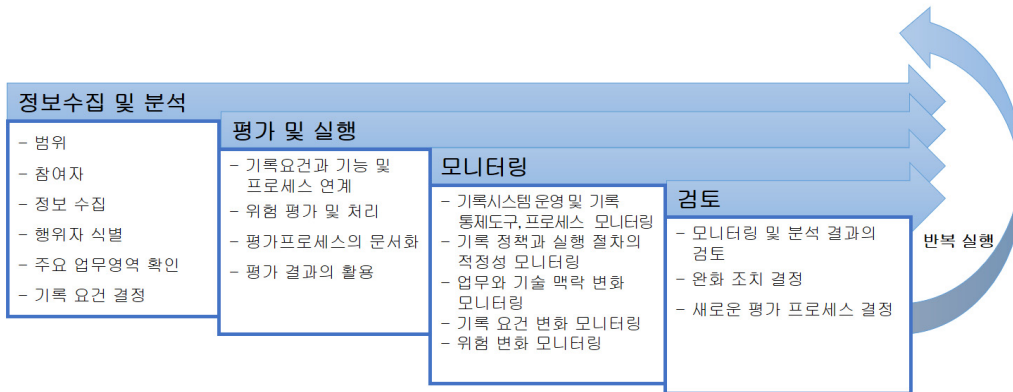 정보수집 및 분석
– 범위
– 참여자
– 정보 수집
– 행위자 식별
– 주요 업무영역 확인
– 기록 요건 결정
평가 및 실행
– 기록요건과 기능 및
프로세스 연계
– 위험 평가 및 처리
– 평가프로세스의 문서화
– 평가 결과의 활용
모니터링
– 기록시스템 운영 및 기록
통제도구, 프로세스 모니터링
– 기록 정책과 실행 절차의
적정성 모니터링
– 업무와 기술 맥락 변화
모니터링
– 기록 요건 변화 모니터링
– 위험 변화 모니터링
검토
– 모니터링 및 분석 결과의
검토
– 완화 조치 결정
– 새로운 평가 프로세스 결정
반복 실행